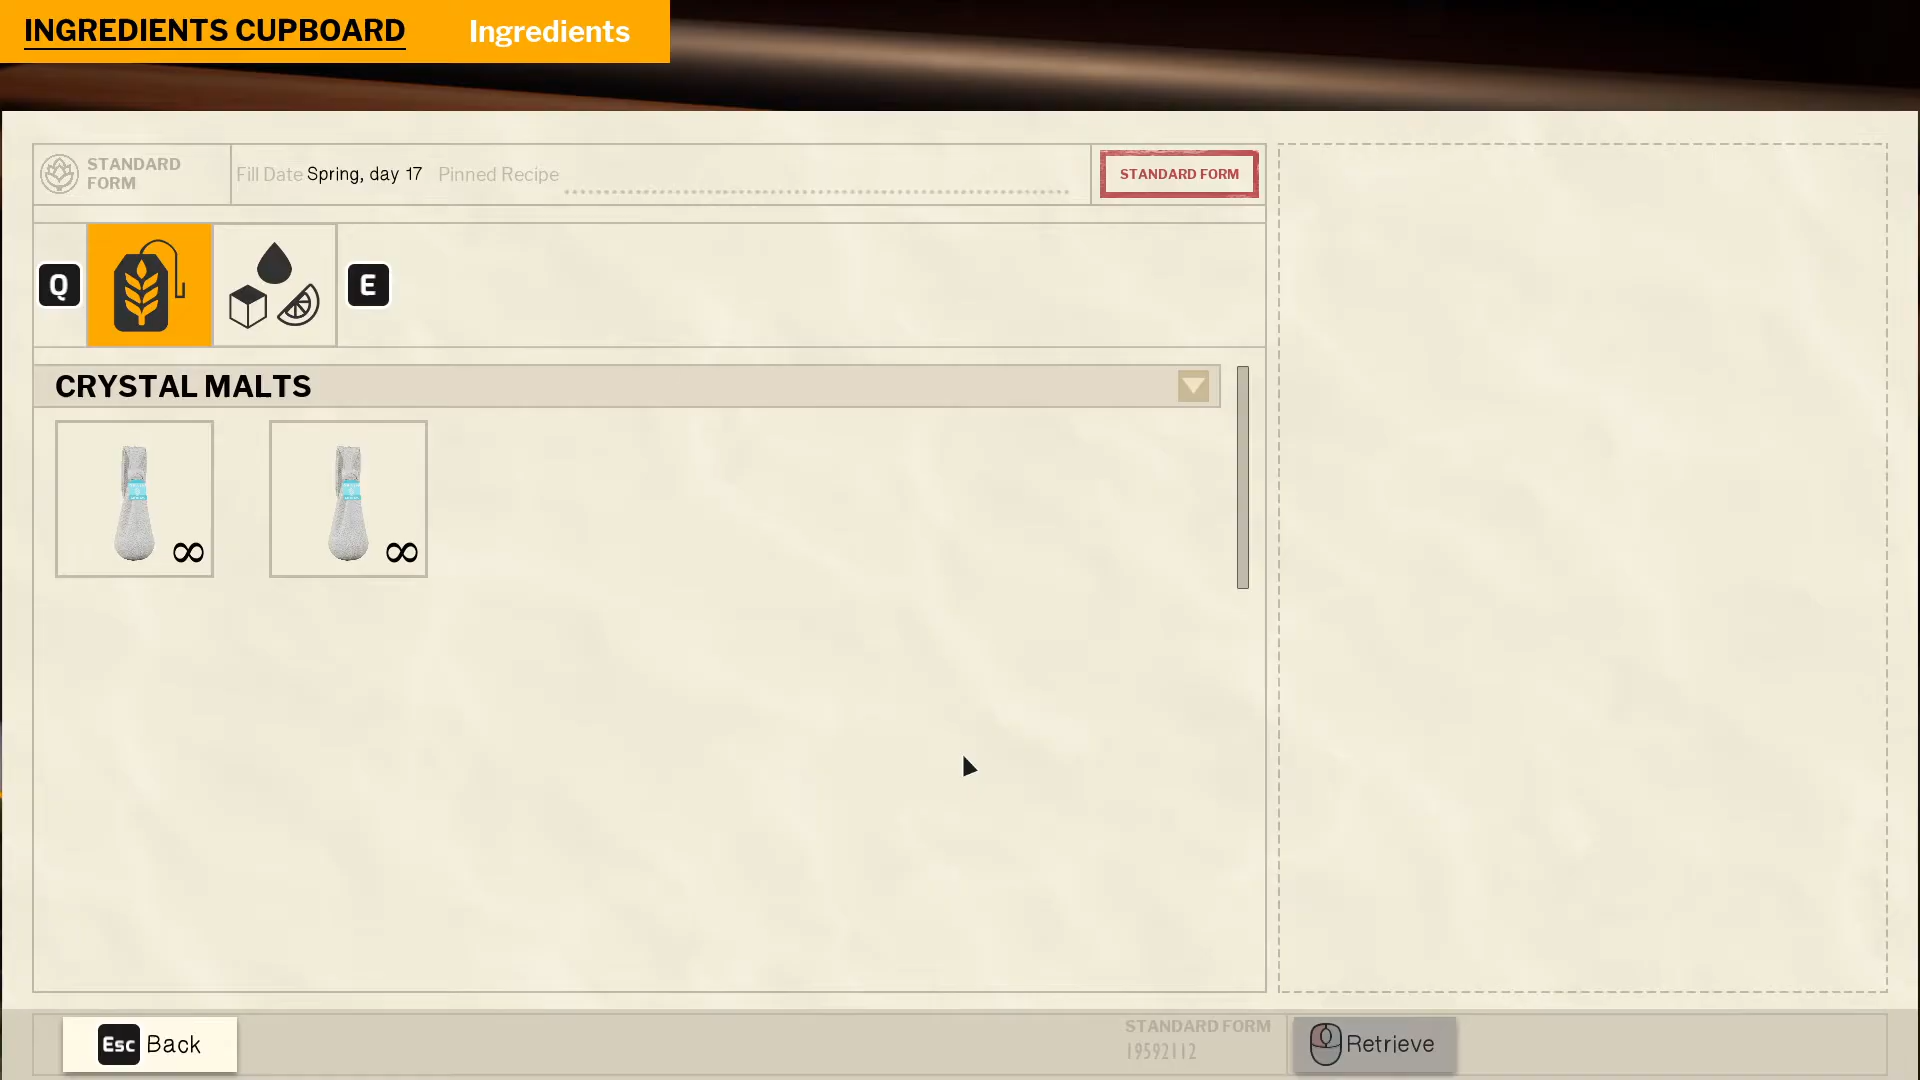 INGREDIENTS CUPBOARD Ingredients
STANDARD FORM
Fill Date Spring, day 17 Pinned Recipe
STANDARD FORM
Q
E
CRYSTAL MALTS
∞ ∞
Esc Back
STANDARD FORM
19592112
Retrieve